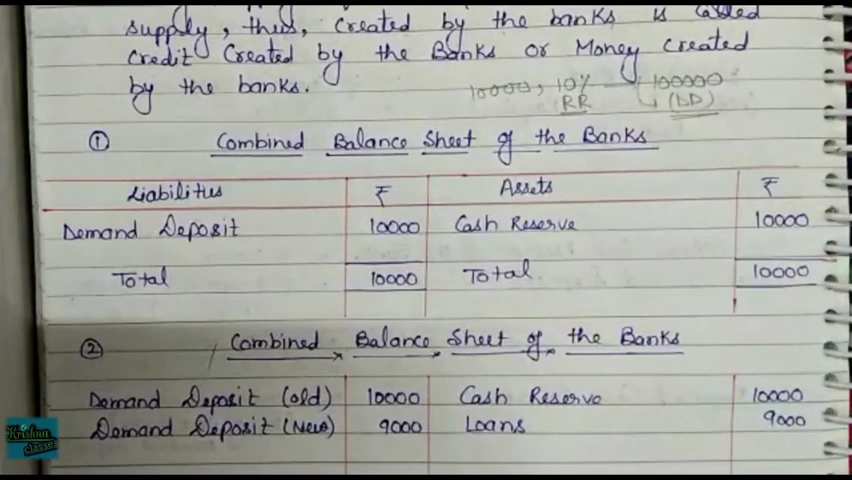 supply, thus, created by the banks is called
credit created by the Banks or Money created
by the banks.
10000, 10% 100000
RR (DD)
① Combined Balance Sheet of the Banks
Liabilities ₹ Assets ₹
Demand Deposit 10000 Cash Reserve 10000
Total 10000 Total 10000
② Combined Balance Sheet of the Banks
Demand Deposit (old) 10000 Cash Reserve 10000
Demand Deposit (New) 9000 Loans 9000
Krishna
classes